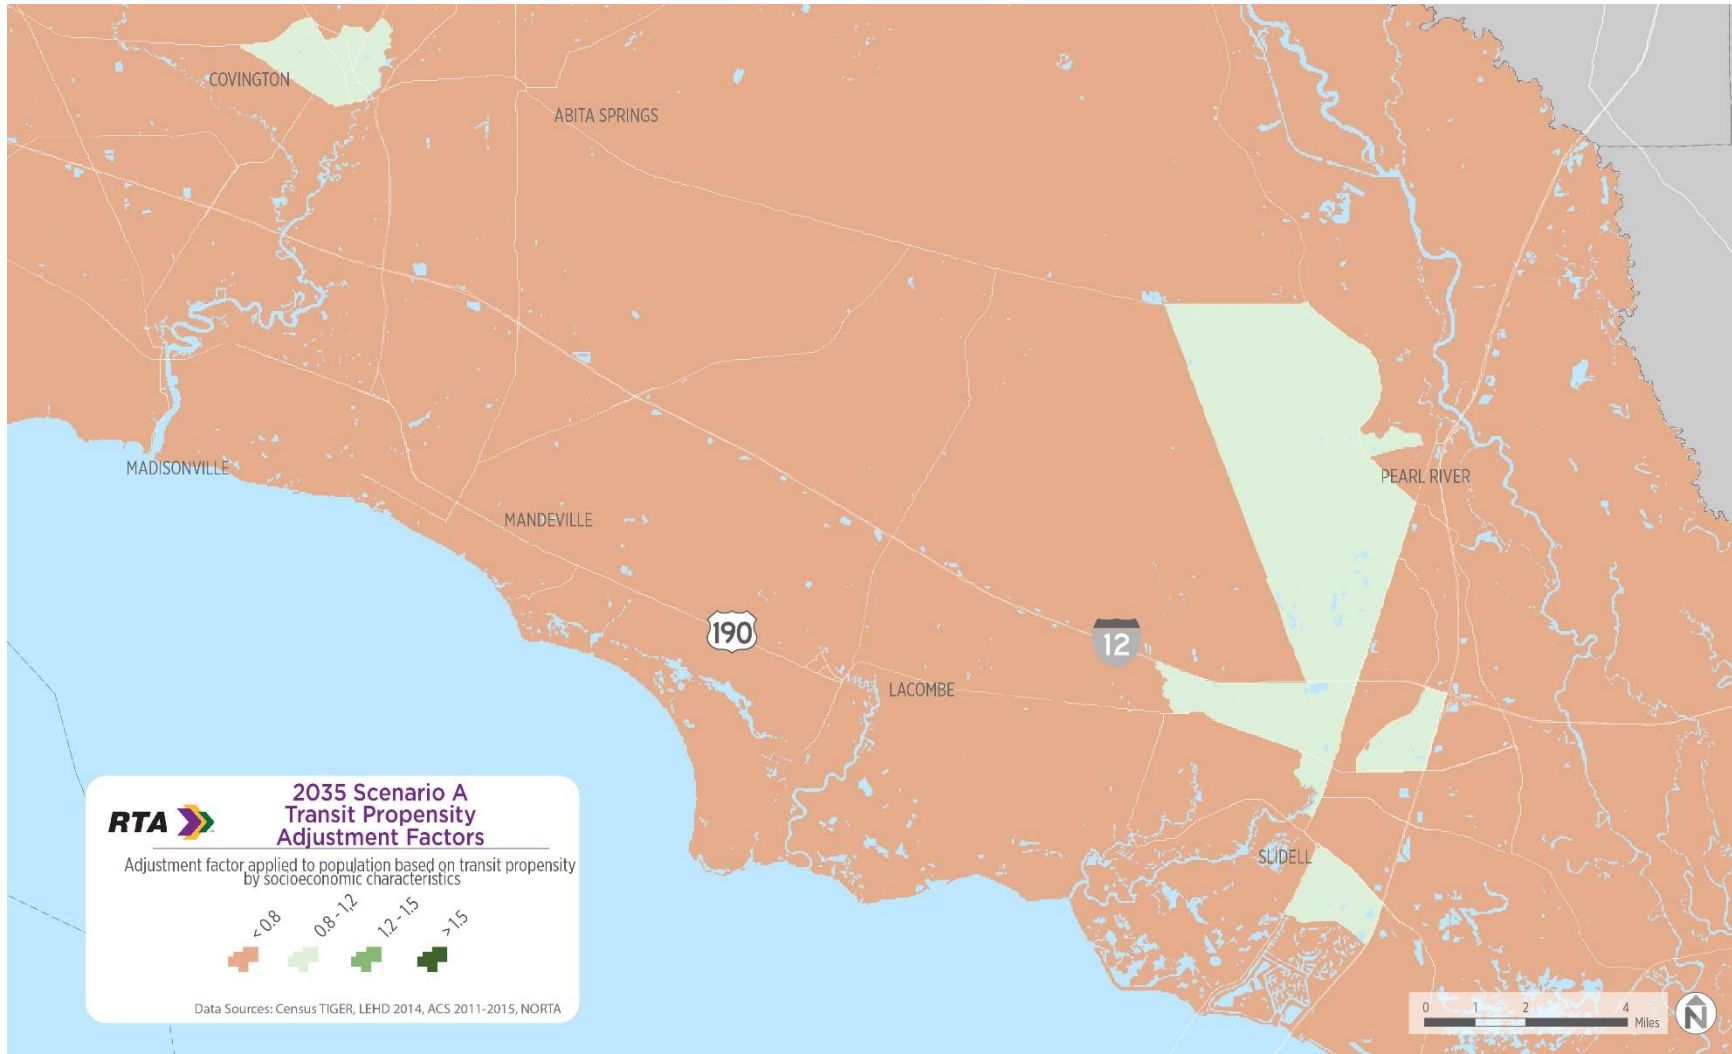 COVINGTON
ABITA SPRINGS
MADISONVILLE
MANDEVILLE
PEARL RIVER
190
12
LACOMBE
SLIDELL
RTA
2035 Scenario A
Transit Propensity
Adjustment Factors
Adjustment factor applied to population based on transit propensity
by socioeconomic characteristics
< 0.8
0.8 - 1,2
1.2 - 1.5
> 1.5
Data Sources: Census TIGER, LEHD 2014, ACS 2011-2015, NORTA
0 1 2 4
Miles
N